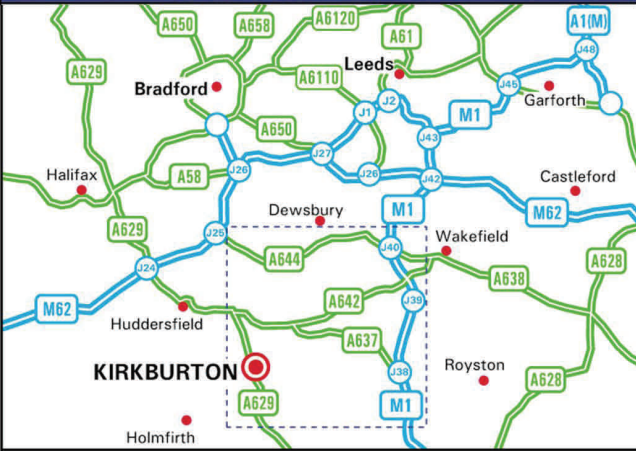 A650
A658
A6120
A61
A1(M)
J48
A629
Leeds
A6110
Bradford
J45
Garforth
J2
J1
M1
A650
J43
J27
J26
J26
J42
Halifax
A58
Castleford
Dewsbury
M1
M62
A629
J25
Wakefield
J40
A644
A628
J24
A638
M62
A642
J39
Huddersfield
A637
KIRKBURTON
J38
Royston
A629
M1
A628
Holmfirth